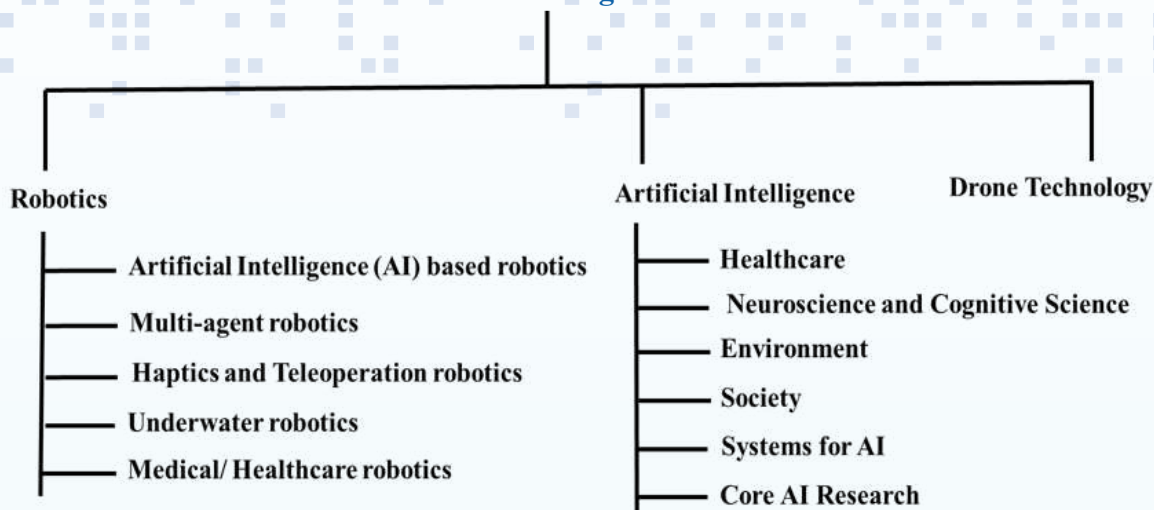 Robotics
Artificial Intelligence (AI) based robotics
Multi-agent robotics
Haptics and Teleoperation robotics
Underwater robotics
Medical/ Healthcare robotics
Artificial Intelligence
Healthcare
Neuroscience and Cognitive Science
Environment
Society
Systems for AI
Core AI Research
Drone Technology